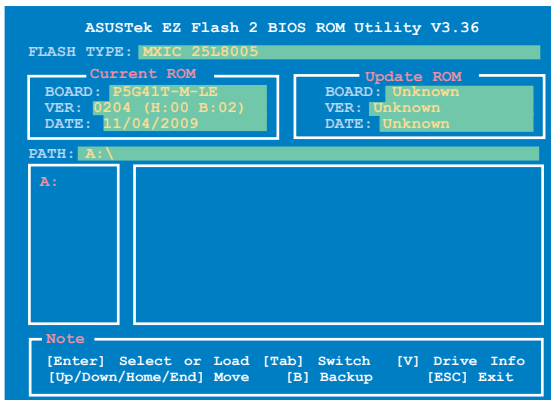 ASUSTek EZ Flash 2 BIOS ROM Utility V3.36
FLASH TYPE: MXIC 25L8005
Current ROM
BOARD: P5G41T-M-LE
VER: 0204 (H:00 B:02)
DATE: 11/04/2009
Update ROM
BOARD: Unknown
VER: Unknown
DATE: Unknown
PATH: A:\
A:
Note
[Enter] Select or Load [Tab] Switch [V] Drive Info
[Up/Down/Home/End] Move [B] Backup [ESC] Exit